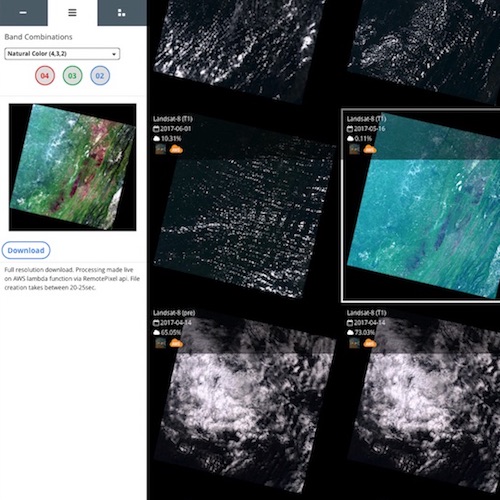 Band Combinations
Natural Color (4,3,2)
04 03 02
Download
Full resolution download. Processing made live
on AWS lambda function via RemotePixel api. File
creation takes between 20-25sec.
Landsat-8 (T1)
2017-06-01
10.31%
Landsat-8 (T1)
2017-05-16
0.11%
Landsat-8 (pre)
2017-04-14
65.05%
Landsat-8 (T1)
2017-04-14
73.03%